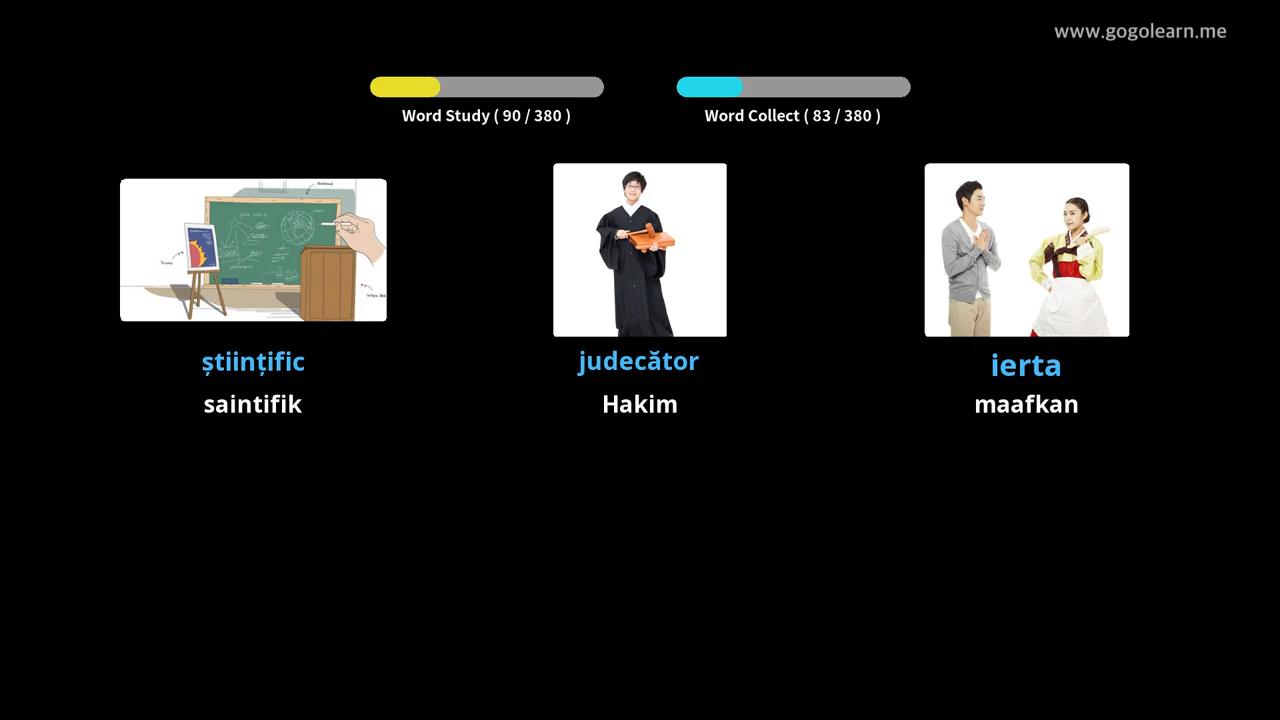 www.gogolearn.me
Word Study ( 90 / 380 )
Word Collect ( 83 / 380 )
științific
judecător
ierta
saintifik
Hakim
maafkan